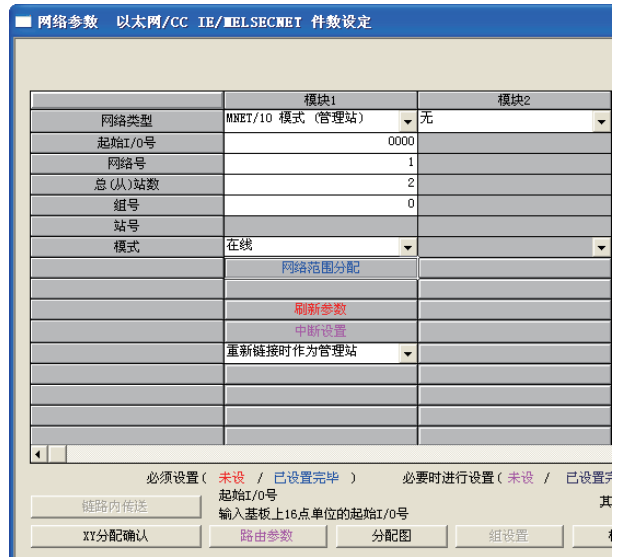 网络参数 以太网/CC IE/MELSECNET 件数设定
模块1 模块2
网络类型 MNET/10 模式 (管理站) 无
起始I/O号 0000
网络号 1
总(从)站数 2
组号 0
站号
模式 在线
网络范围分配
刷新参数
中断设置
重新链接时作为管理站
必须设置( 未设 / 已设置完毕 ) 必要时进行设置( 未设 / 已设置
起始I/O号
链路内传送 输入基板上16点单位的起始I/O号 其
XY分配确认 路由参数 分配图 组设置